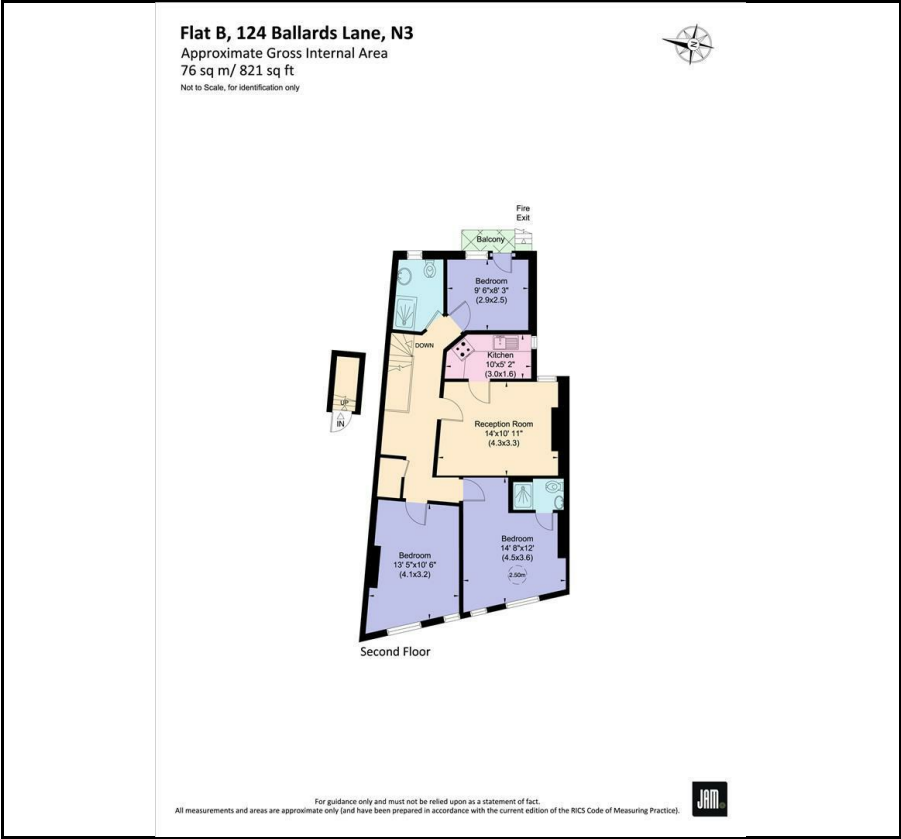 Flat B, 124 Ballards Lane, N3
Approximate Gross Internal Area
76 sq m/ 821 sq ft
Not to Scale, for identification only
N
Fire
Exit
Balcony
Bedroom
9' 6"x8' 3"
(2.9x2.5)
DOWN
Kitchen
10'x5' 2"
(3.0x1.6)
UP
IN
Reception Room
14'x10' 11"
(4.3x3.3)
Bedroom
14' 8"x12'
(4.5x3.6)
2.50m
Bedroom
13' 5"x10' 6"
(4.1x3.2)
Second Floor
For guidance only and must not be relied upon as a statement of fact.
All measurements and areas are approximate only (and have been prepared in accordance with the current edition of the RICS Code of Measuring Practice).
JAM.